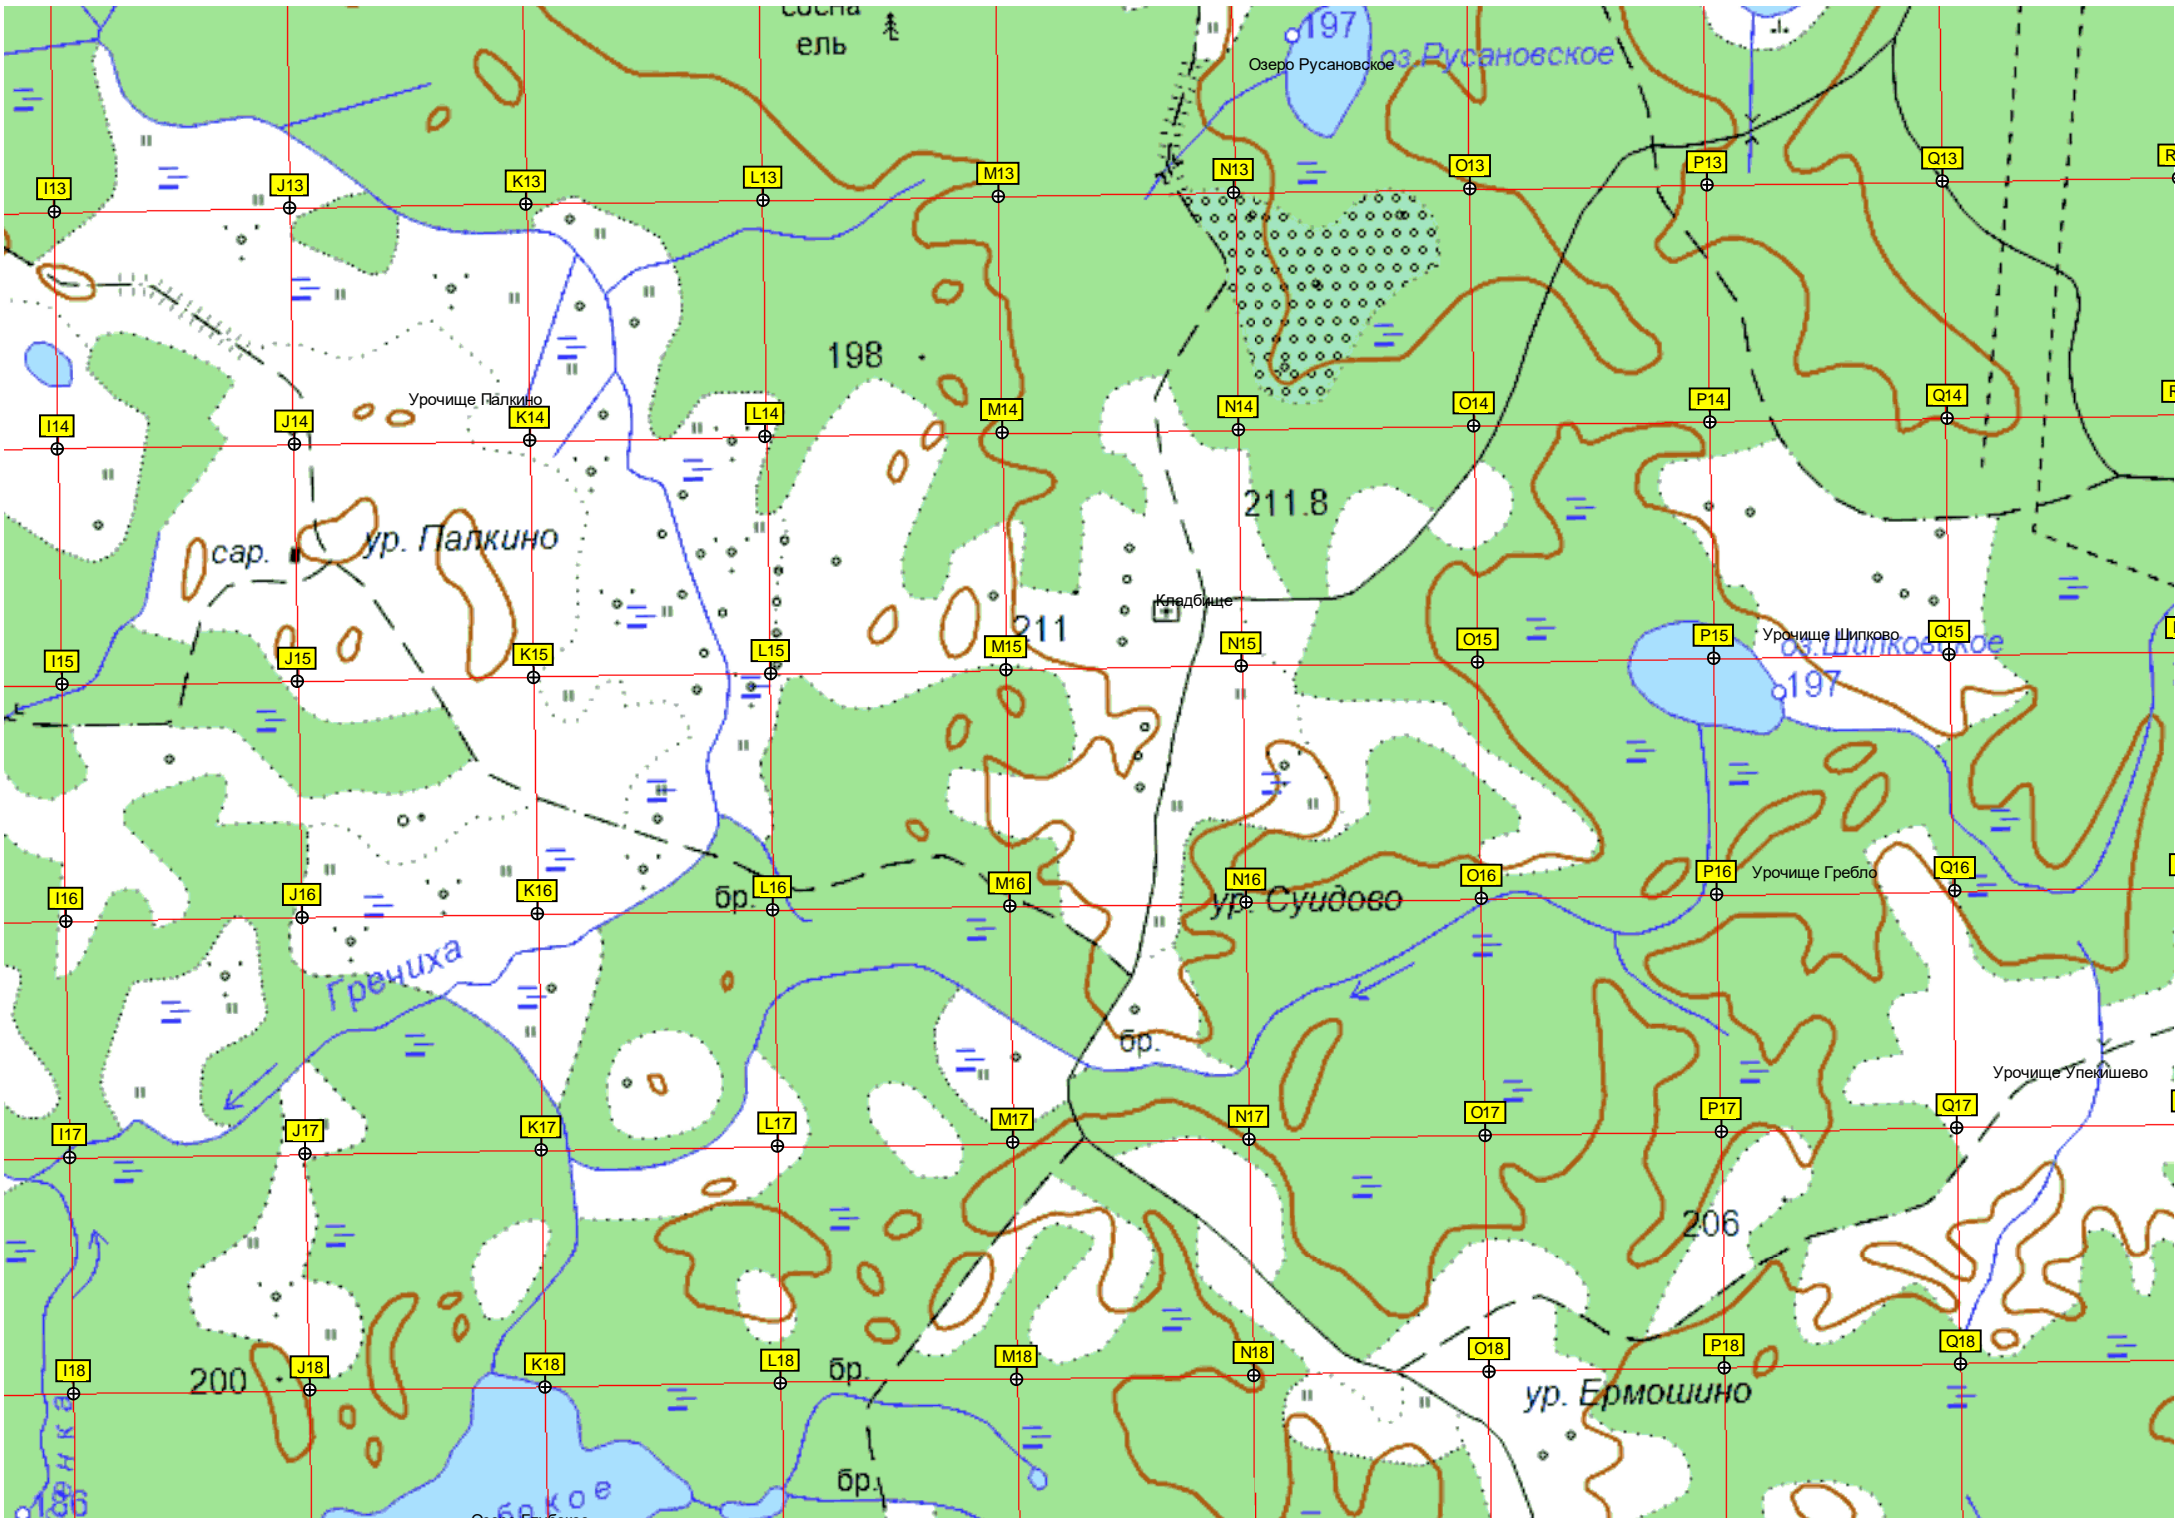 сосна
ель
197
оз Русановское
Озеро Русановское
I13
J13
K13
L13
M13
N13
O13
P13
Q13
198
Урочище Палкино
I14
J14
K14
L14
M14
N14
O14
P14
Q14
211.8
сар.
ур. Палкино
Кладбище
211
I15
J15
K15
L15
M15
N15
O15
P15
Q15
Урочище Шипково
оз.Шипковское
197
Урочище Гребло
бр.
ур. Суидово
I16
J16
K16
L16
M16
N16
O16
P16
Q16
Грениха
бр.
Урочище Упекишево
I17
J17
K17
L17
M17
N17
O17
P17
Q17
206
200
бр.
I18
J18
K18
L18
M18
N18
O18
P18
Q18
ур. Ермошино
бр.
186